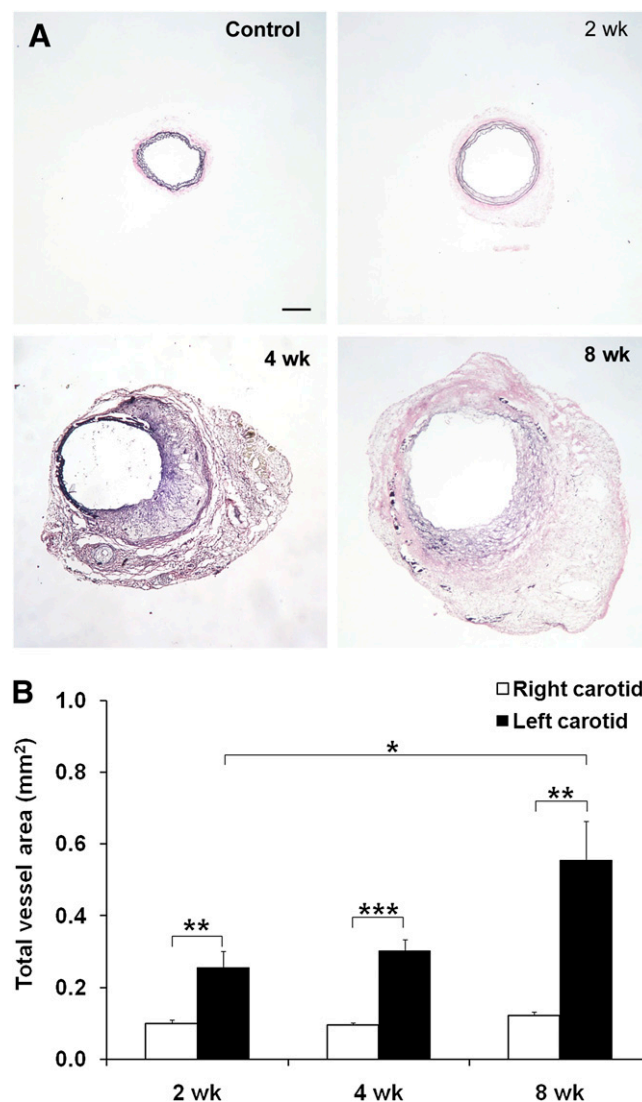 A
Control
2 wk
4 wk
8 wk
B
Right carotid
Left carotid
Total vessel area (mm²)
1.0
0.8
0.6
0.4
0.2
0.0
*
**
***
**
2 wk
4 wk
8 wk